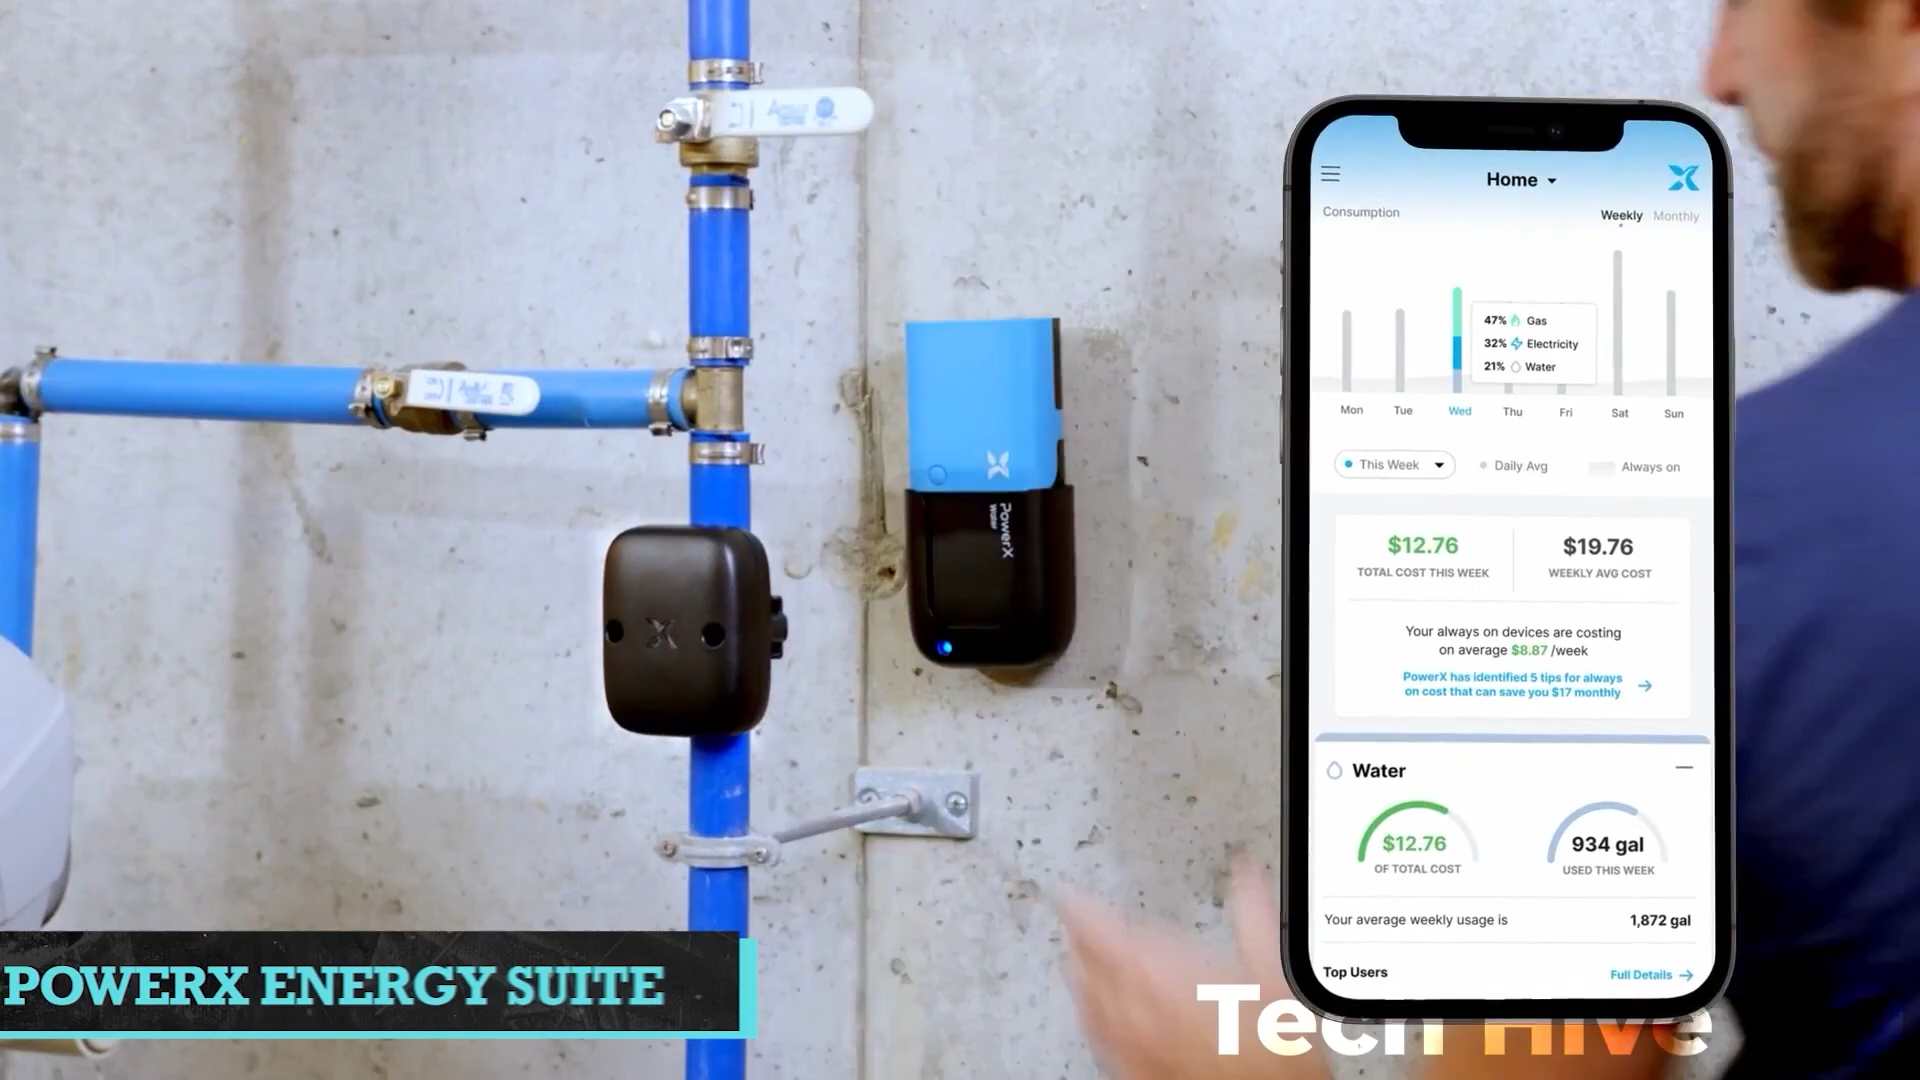 Home
Consumption
Weekly Monthly
47% Gas
32% Electricity
21% Water
Mon Tue Wed Thu Fri Sat Sun
This Week Daily Avg Always on
$12.76 $19.76
TOTAL COST THIS WEEK WEEKLY AVG COST
Your always on devices are costing
on average $8.87 /week
PowerX has identified 5 tips for always
on cost that can save you $17 monthly
Water
$12.76 934 gal
OF TOTAL COST USED THIS WEEK
Your average weekly usage is 1,872 gal
Top Users Full Details
PowerX
Water
POWERX ENERGY SUITE
Tech Hive